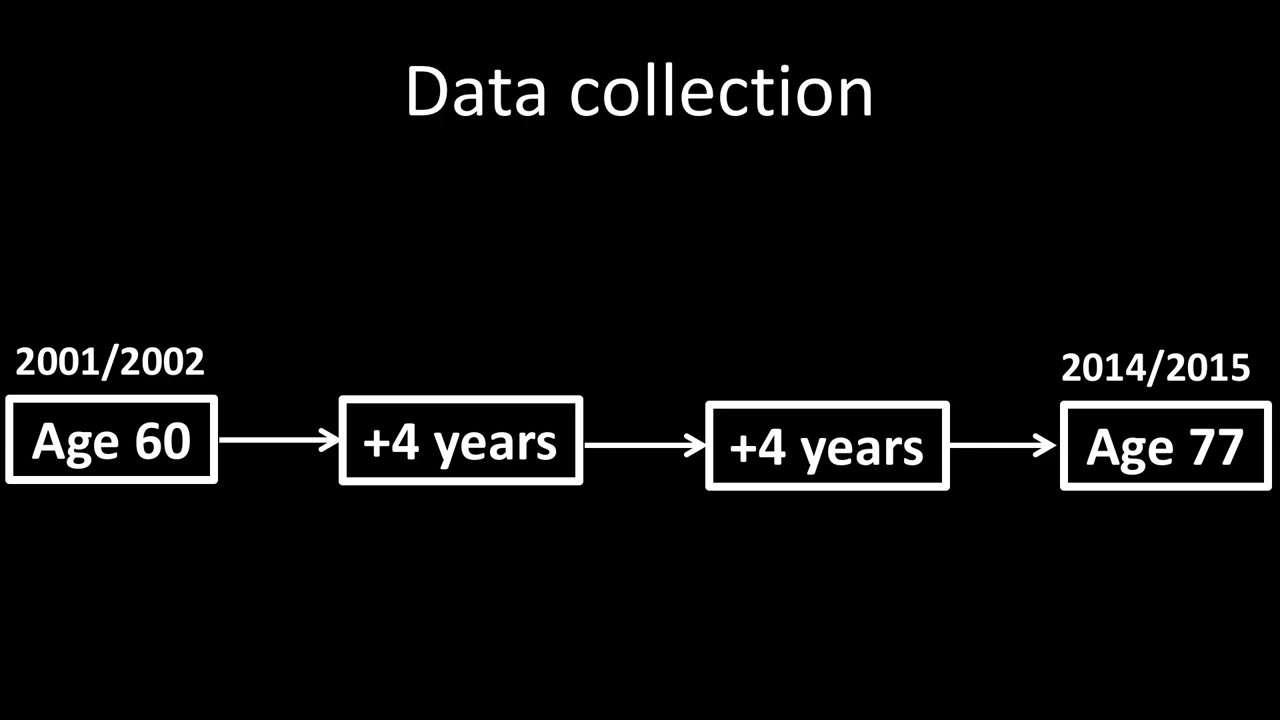 Data collection
2001/2002
Age 60
+4 years
+4 years
2014/2015
Age 77